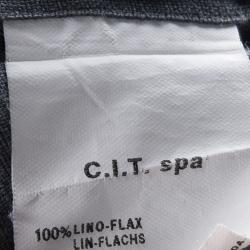 C.I.T. spa
100%LINO-FLAX
LIN-FLACHS